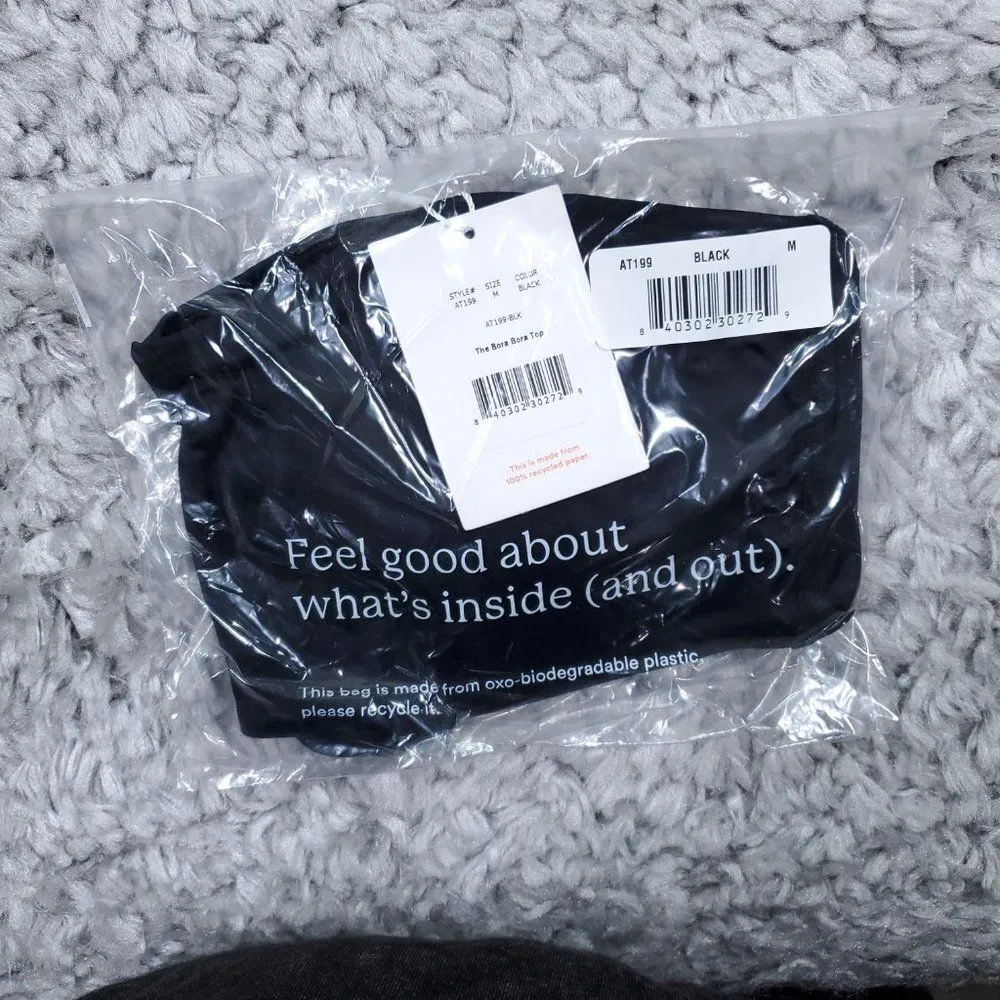 STYLE# SIZE COLOR
AT199 M BLACK
AT199-BLK
The Bora Bora Top
8 40302 30272 9
This is made from
100% recycled paper.
AT199 BLACK M
8 40302 30272 9
Feel good about
what's inside (and out).
This bag is made from oxo-biodegradable plastic,
please recycle it.